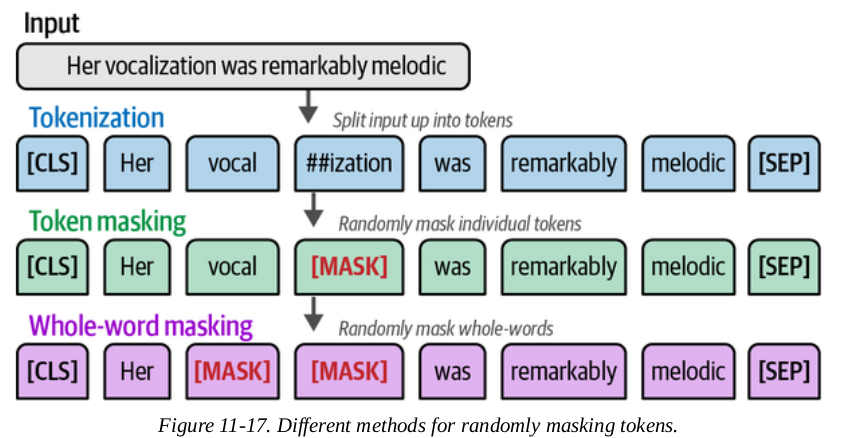 Input
Her vocalization was remarkably melodic
Tokenization
Split input up into tokens
[CLS] Her vocal ##ization was remarkably melodic [SEP]
Token masking
Randomly mask individual tokens
[CLS] Her vocal [MASK] was remarkably melodic [SEP]
Whole-word masking
Randomly mask whole-words
[CLS] Her [MASK] [MASK] was remarkably melodic [SEP]
Figure 11-17. Different methods for randomly masking tokens.